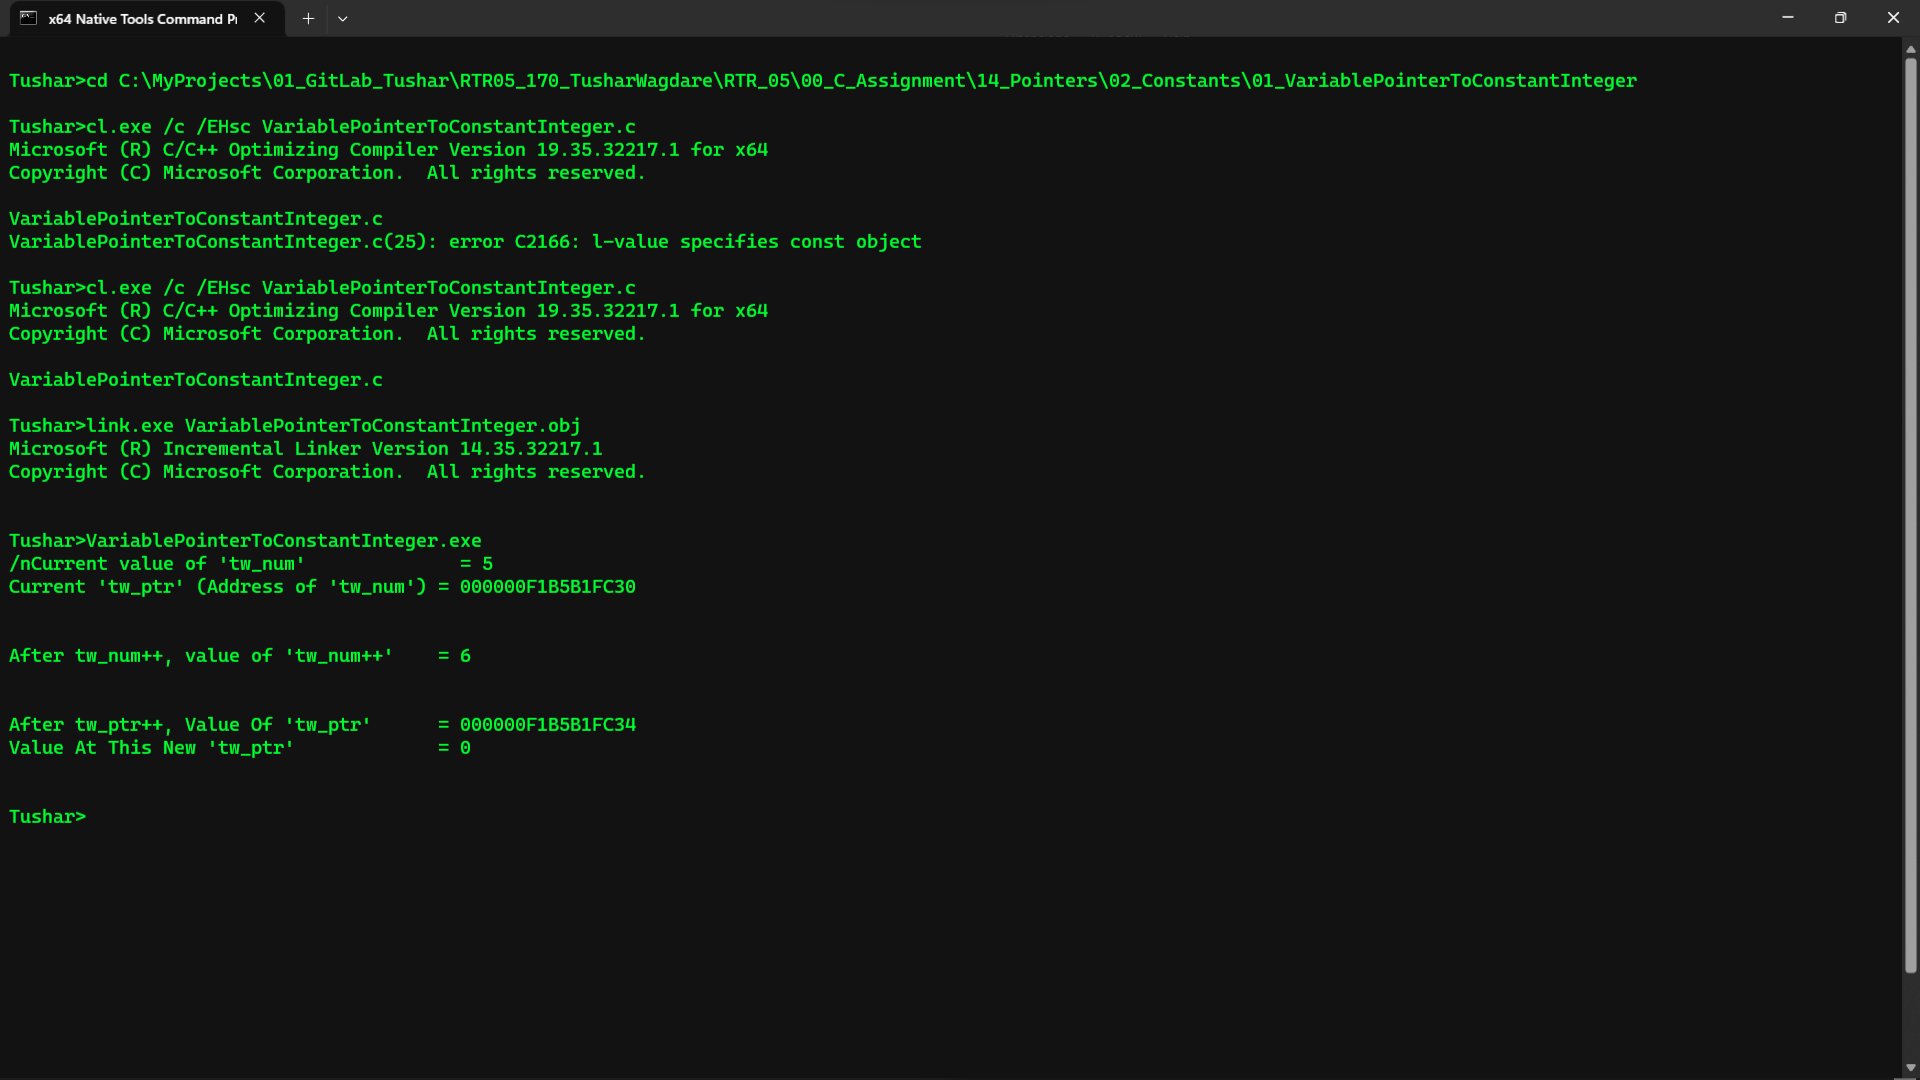 x64 Native Tools Command P
Tushar>cd C:\MyProjects\01_GitLab_Tushar\RTR05_170_TusharWagdare\RTR_05\00_C_Assignment\14_Pointers\02_Constants\01_VariablePointerToConstantInteger
Tushar>cl.exe /c /EHsc VariablePointerToConstantInteger.c
Microsoft (R) C/C++ Optimizing Compiler Version 19.35.32217.1 for x64
Copyright (C) Microsoft Corporation.  All rights reserved.
VariablePointerToConstantInteger.c
VariablePointerToConstantInteger.c(25): error C2166: l-value specifies const object
Tushar>cl.exe /c /EHsc VariablePointerToConstantInteger.c
Microsoft (R) C/C++ Optimizing Compiler Version 19.35.32217.1 for x64
Copyright (C) Microsoft Corporation.  All rights reserved.
VariablePointerToConstantInteger.c
Tushar>link.exe VariablePointerToConstantInteger.obj
Microsoft (R) Incremental Linker Version 14.35.32217.1
Copyright (C) Microsoft Corporation.  All rights reserved.
Tushar>VariablePointerToConstantInteger.exe
/nCurrent value of 'tw_num'              = 5
Current 'tw_ptr' (Address of 'tw_num') = 000000F1B5B1FC30
After tw_num++, value of 'tw_num++'    = 6
After tw_ptr++, Value Of 'tw_ptr'      = 000000F1B5B1FC34
Value At This New 'tw_ptr'             = 0
Tushar>